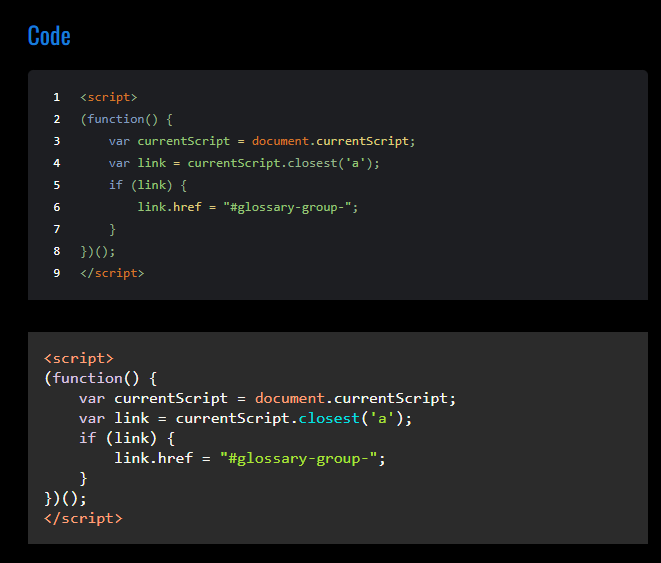 Code
1 <script>
2 (function() {
3     var currentScript = document.currentScript;
4     var link = currentScript.closest('a');
5     if (link) {
6         link.href = "#glossary-group-";
7     }
8 })();
9 </script>
<script>
(function() {
    var currentScript = document.currentScript;
    var link = currentScript.closest('a');
    if (link) {
        link.href = "#glossary-group-";
    }
})();
</script>